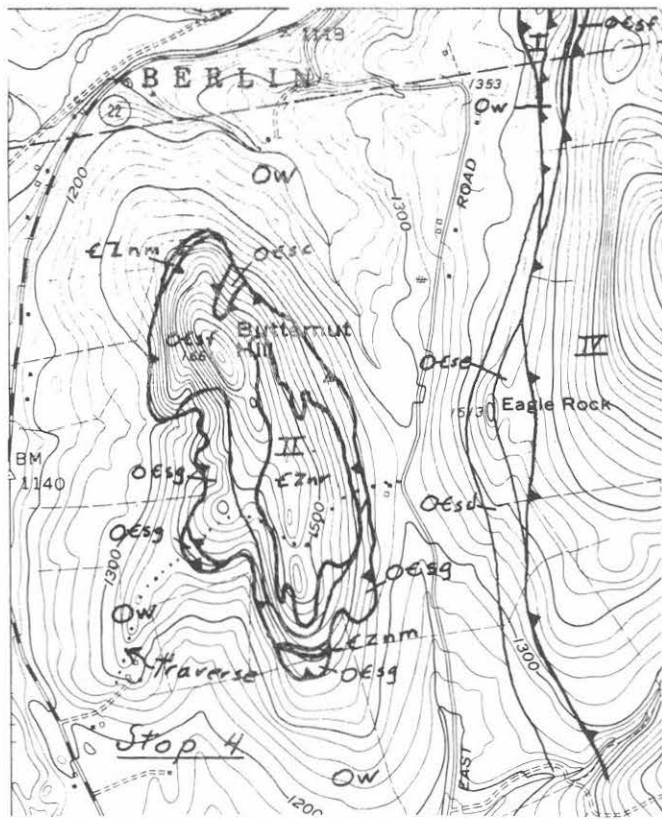 1119
OЄsf
BERLIN
I
1353
Ow
22
1200
Ow
1300
ROAD
ЄZnm
OЄsc
OЄsf
Butternut
Hill
OЄse
IV
1513
Eagle Rock
BM
1140
II
OЄsg
ЄZnr
1500
OЄsd
OЄsg
1300
OЄsg
Ow
ЄZnm
1300
Traverse
OЄsg
Stop 4
Ow
EAST
1200